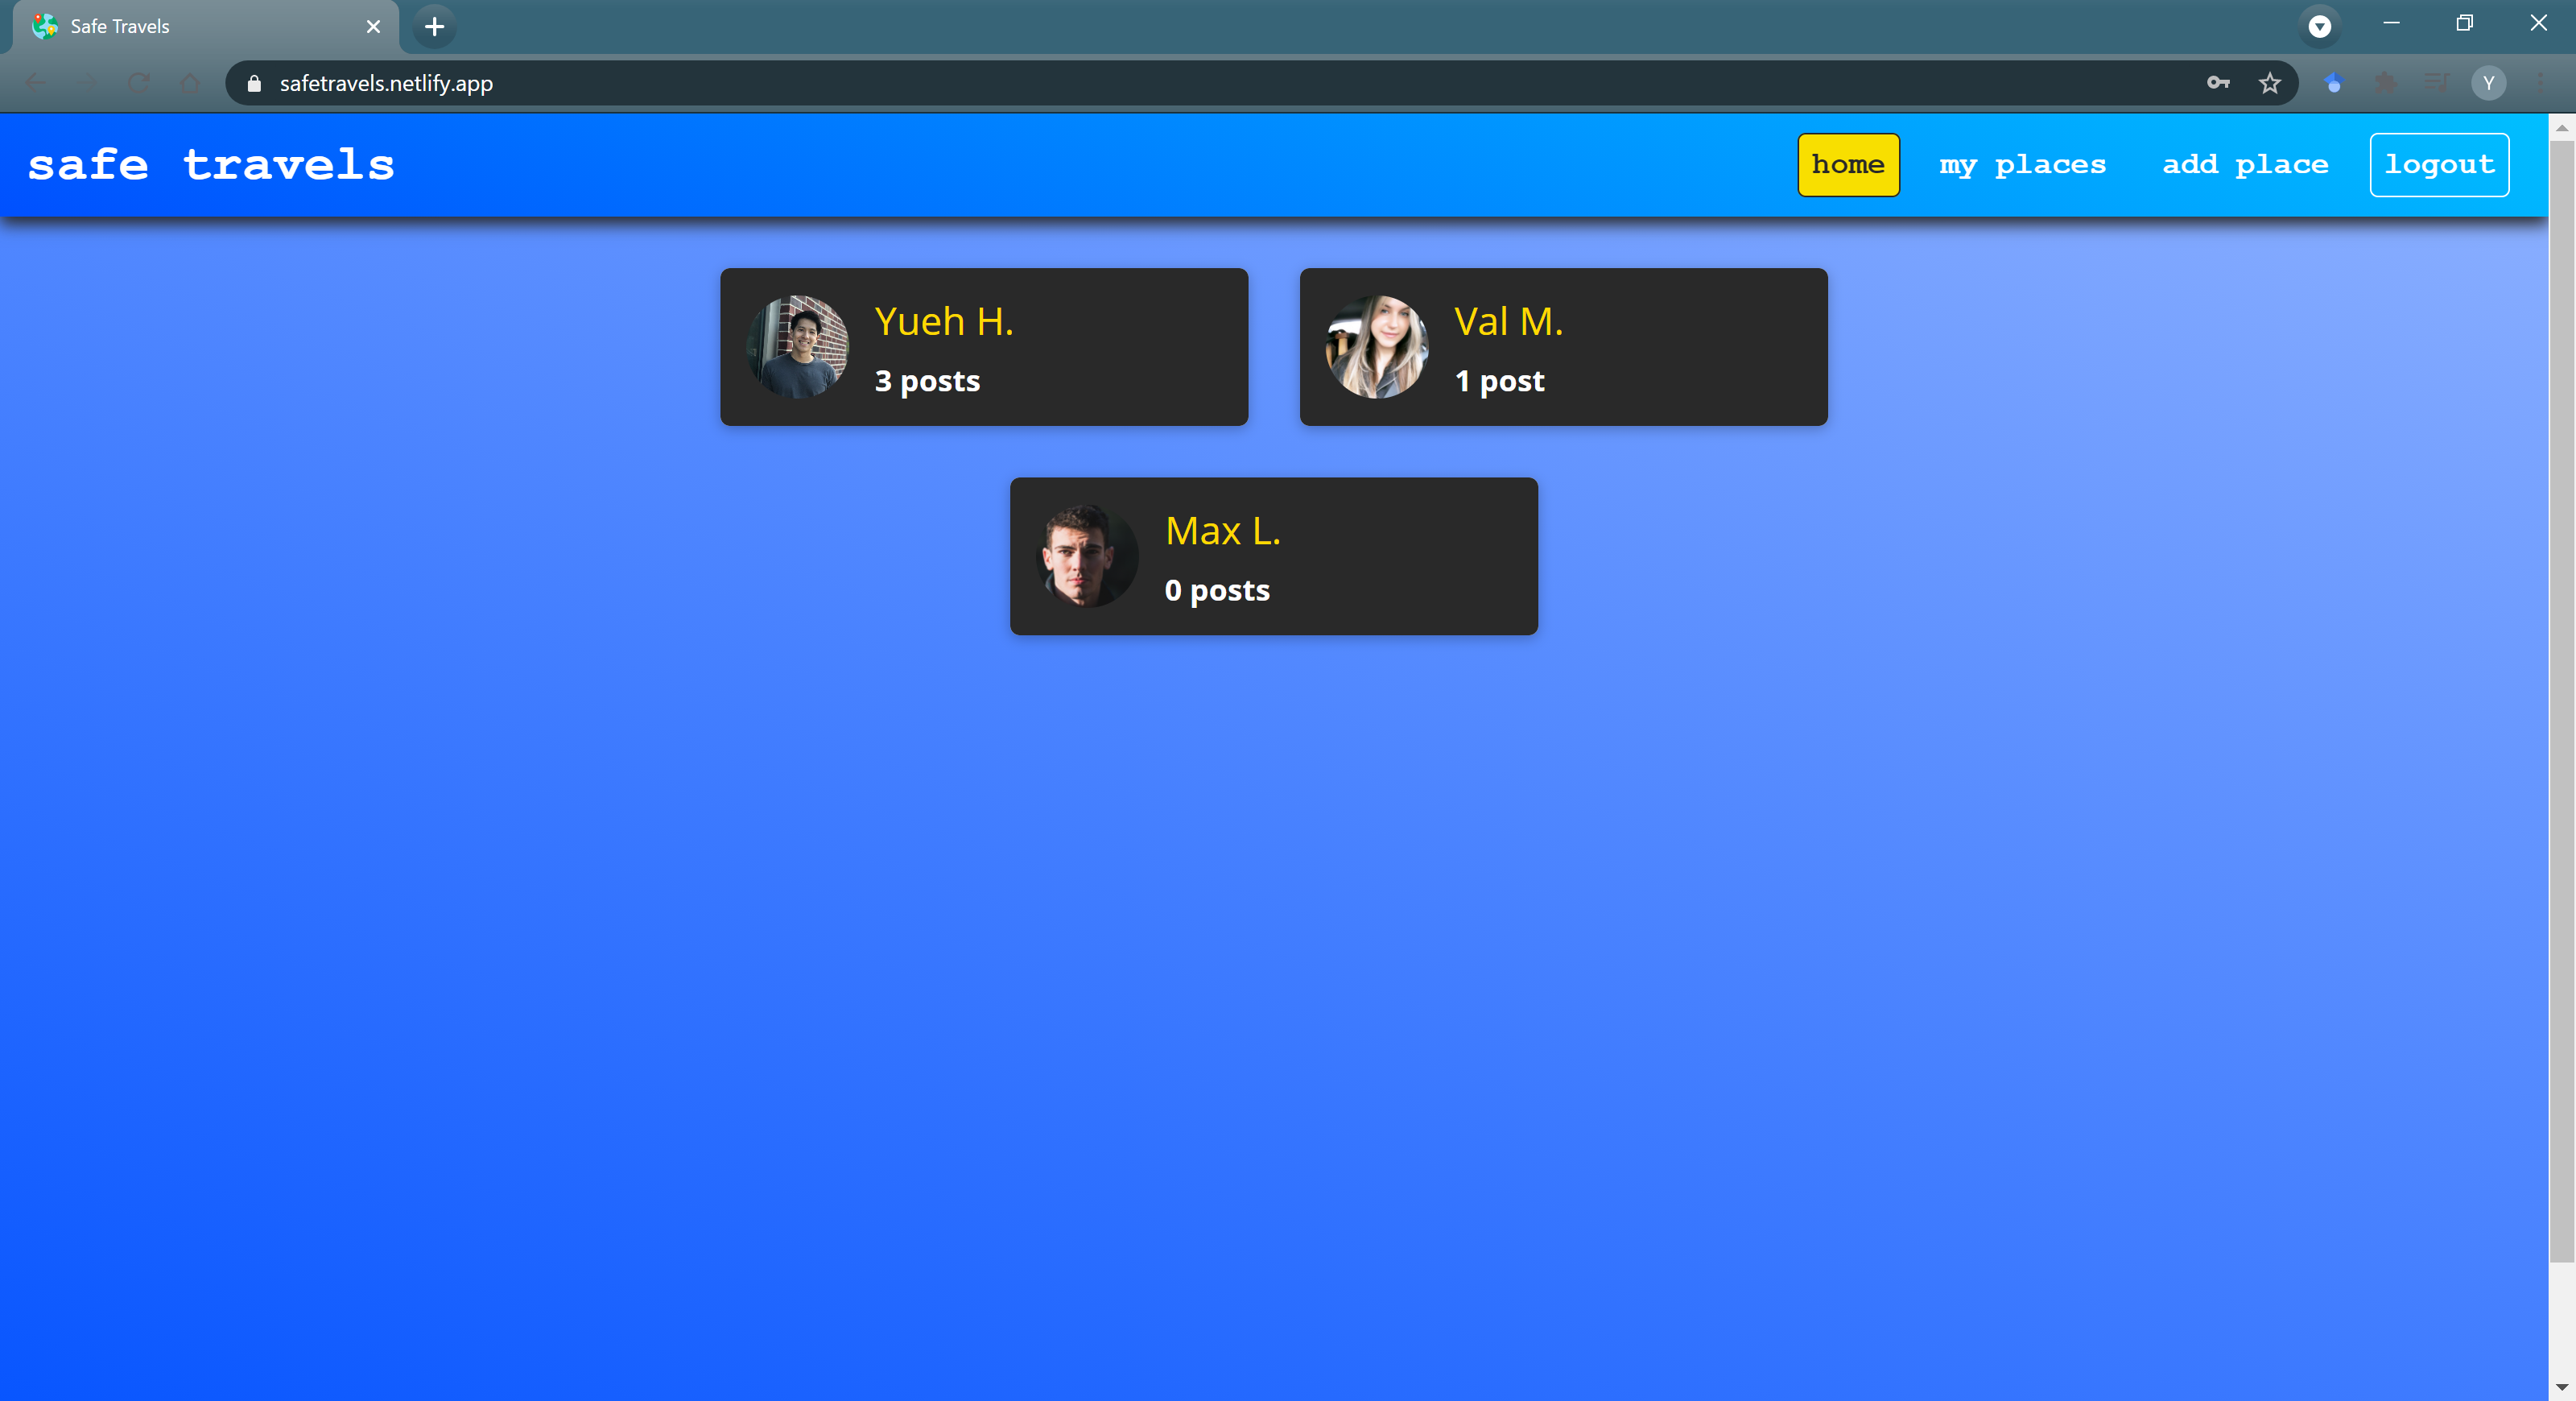 Safe Travels
safetravels.netlify.app
Y
safe travels
home my places add place logout
Yueh H.
3 posts
Val M.
1 post
Max L.
0 posts